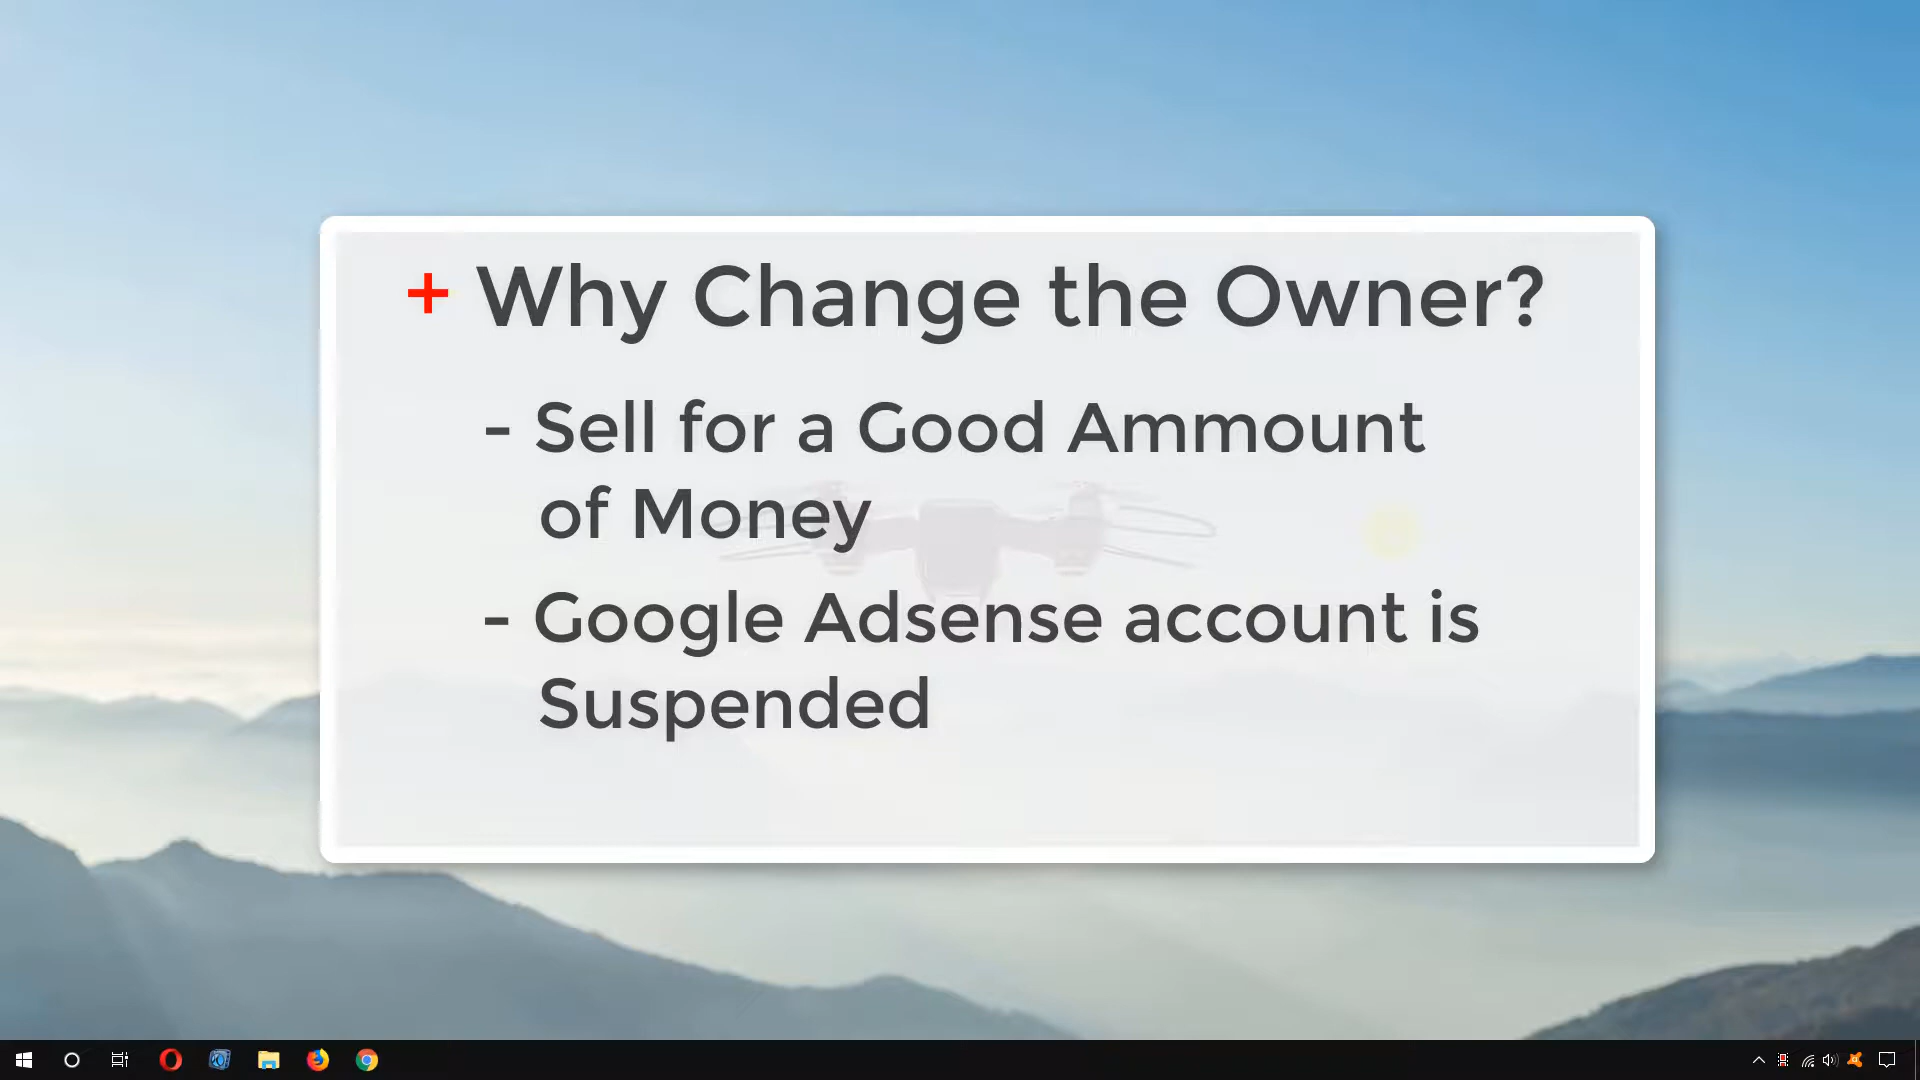 + Why Change the Owner?
- Sell for a Good Ammount
of Money
- Google Adsense account is
Suspended